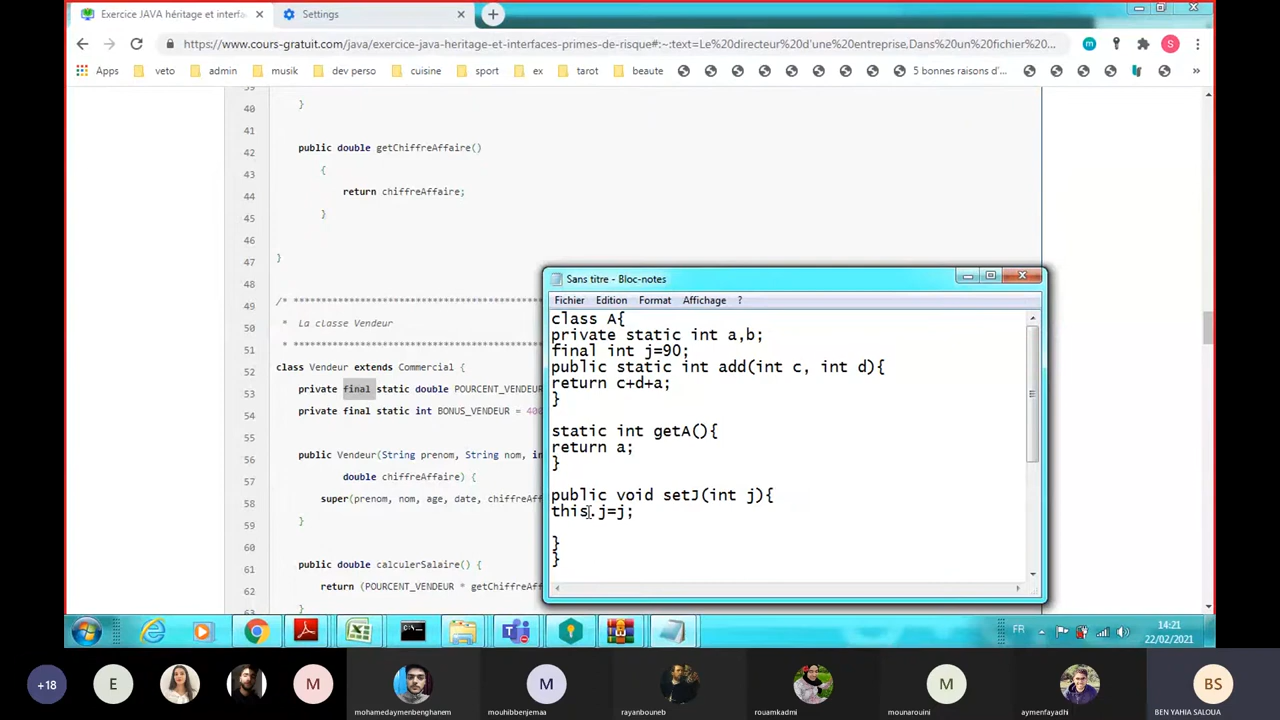 Exercice JAVA héritage et interfa
Settings
https://www.cours-gratuit.com/java/exercice-java-heritage-et-interfaces-primes-de-risque#:~:text=Le%20directeur%20d'une%20entreprise,Dans%20un%20fichier%20...
S
Apps veto admin musik dev perso cuisine sport ex tarot beaute 5 bonnes raisons d'... »
39
40 }
41
42 public double getChiffreAffaire()
43 {
44 return chiffreAffaire;
45 }
46
47 }
48
49 /* ************************************************
50 * La classe Vendeur
51 * ************************************************
52 class Vendeur extends Commercial {
53 private final static double POURCENT_VENDEUR
54 private final static int BONUS_VENDEUR = 400
55
56 public Vendeur(String prenom, String nom, in
57 double chiffreAffaire) {
58 super(prenom, nom, age, date, chiffreA
59 }
60
61 public double calculerSalaire() {
62 return (POURCENT_VENDEUR * getChiffreAf
63 }
Sans titre - Bloc-notes
Fichier Edition Format Affichage ?
class A{
private static int a,b;
final int j=90;
public static int add(int c, int d){
return c+d+a;
}
static int getA(){
return a;
}
public void setJ(int j){
this.j=j;
}
}
FR
14:21
22/02/2021
+18
E
M
M
M
BS
mohamedaymenbenghanem
mouhibbenjemaa
rayanbouneb
rouamkadmi
mounarouini
aymenfayadhi
BEN YAHIA SALOUA